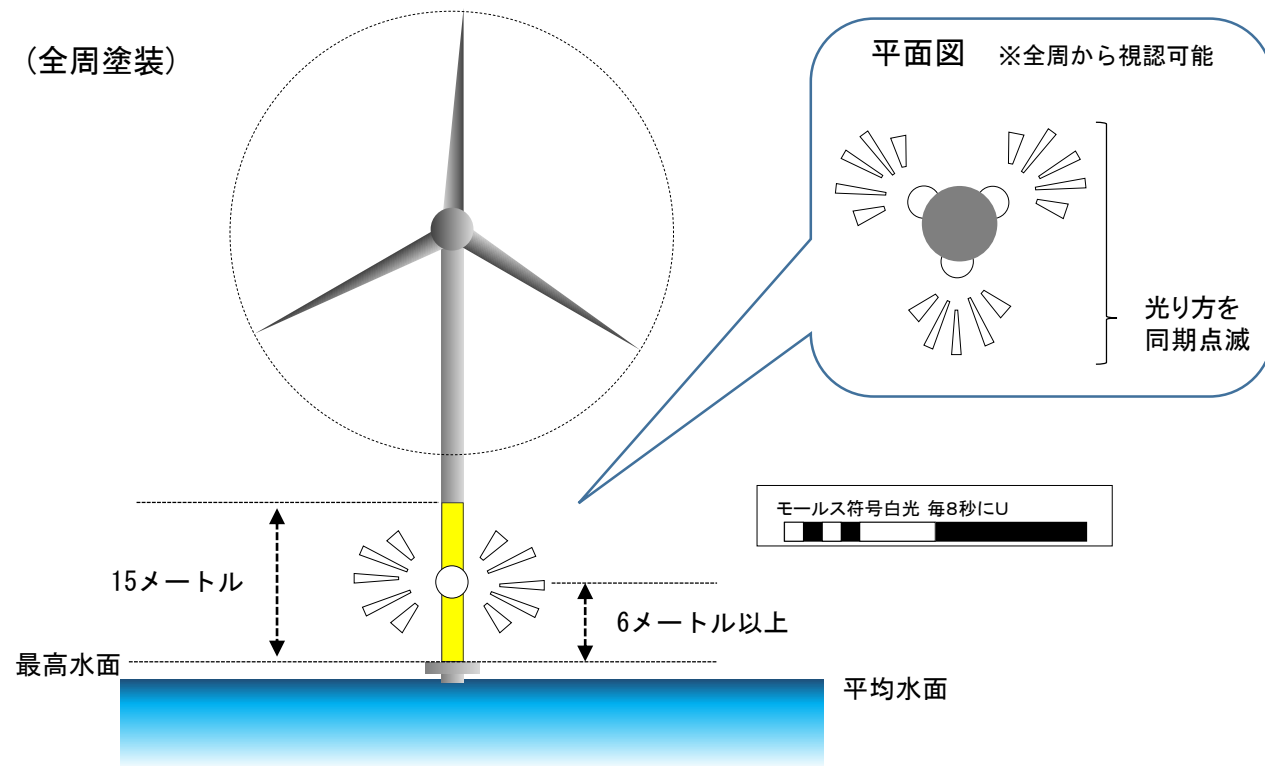 (全周塗装)
平面図 ※全周から視認可能
光り方を
同期点滅
モールス符号白光 毎8秒にU
15メートル
6メートル以上
最高水面
平均水面